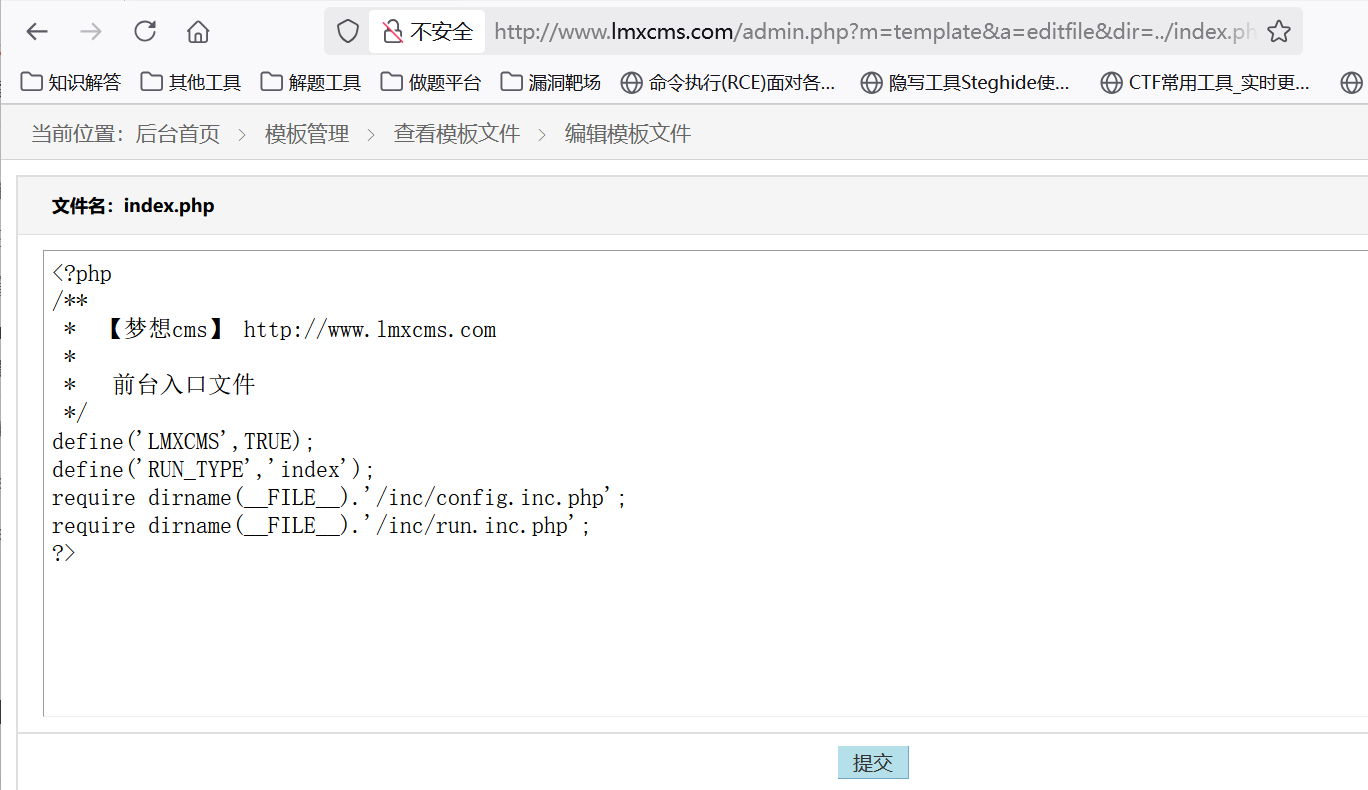 不安全 http://www.lmxcms.com/admin.php?m=template&a=editfile&dir=../index.ph
知识解答 其他工具 解题工具 做题平台 漏洞靶场 命令执行(RCE)面对各... 隐写工具Steghide使... CTF常用工具_实时更...
当前位置：后台首页 > 模板管理 > 查看模板文件 > 编辑模板文件
文件名：index.php
<?php
/**
 *  【梦想cms】 http://www.lmxcms.com
 *
 *   前台入口文件
 */
define('LMXCMS',TRUE);
define('RUN_TYPE','index');
require dirname(__FILE__).'/inc/config.inc.php';
require dirname(__FILE__).'/inc/run.inc.php';
?>
提交